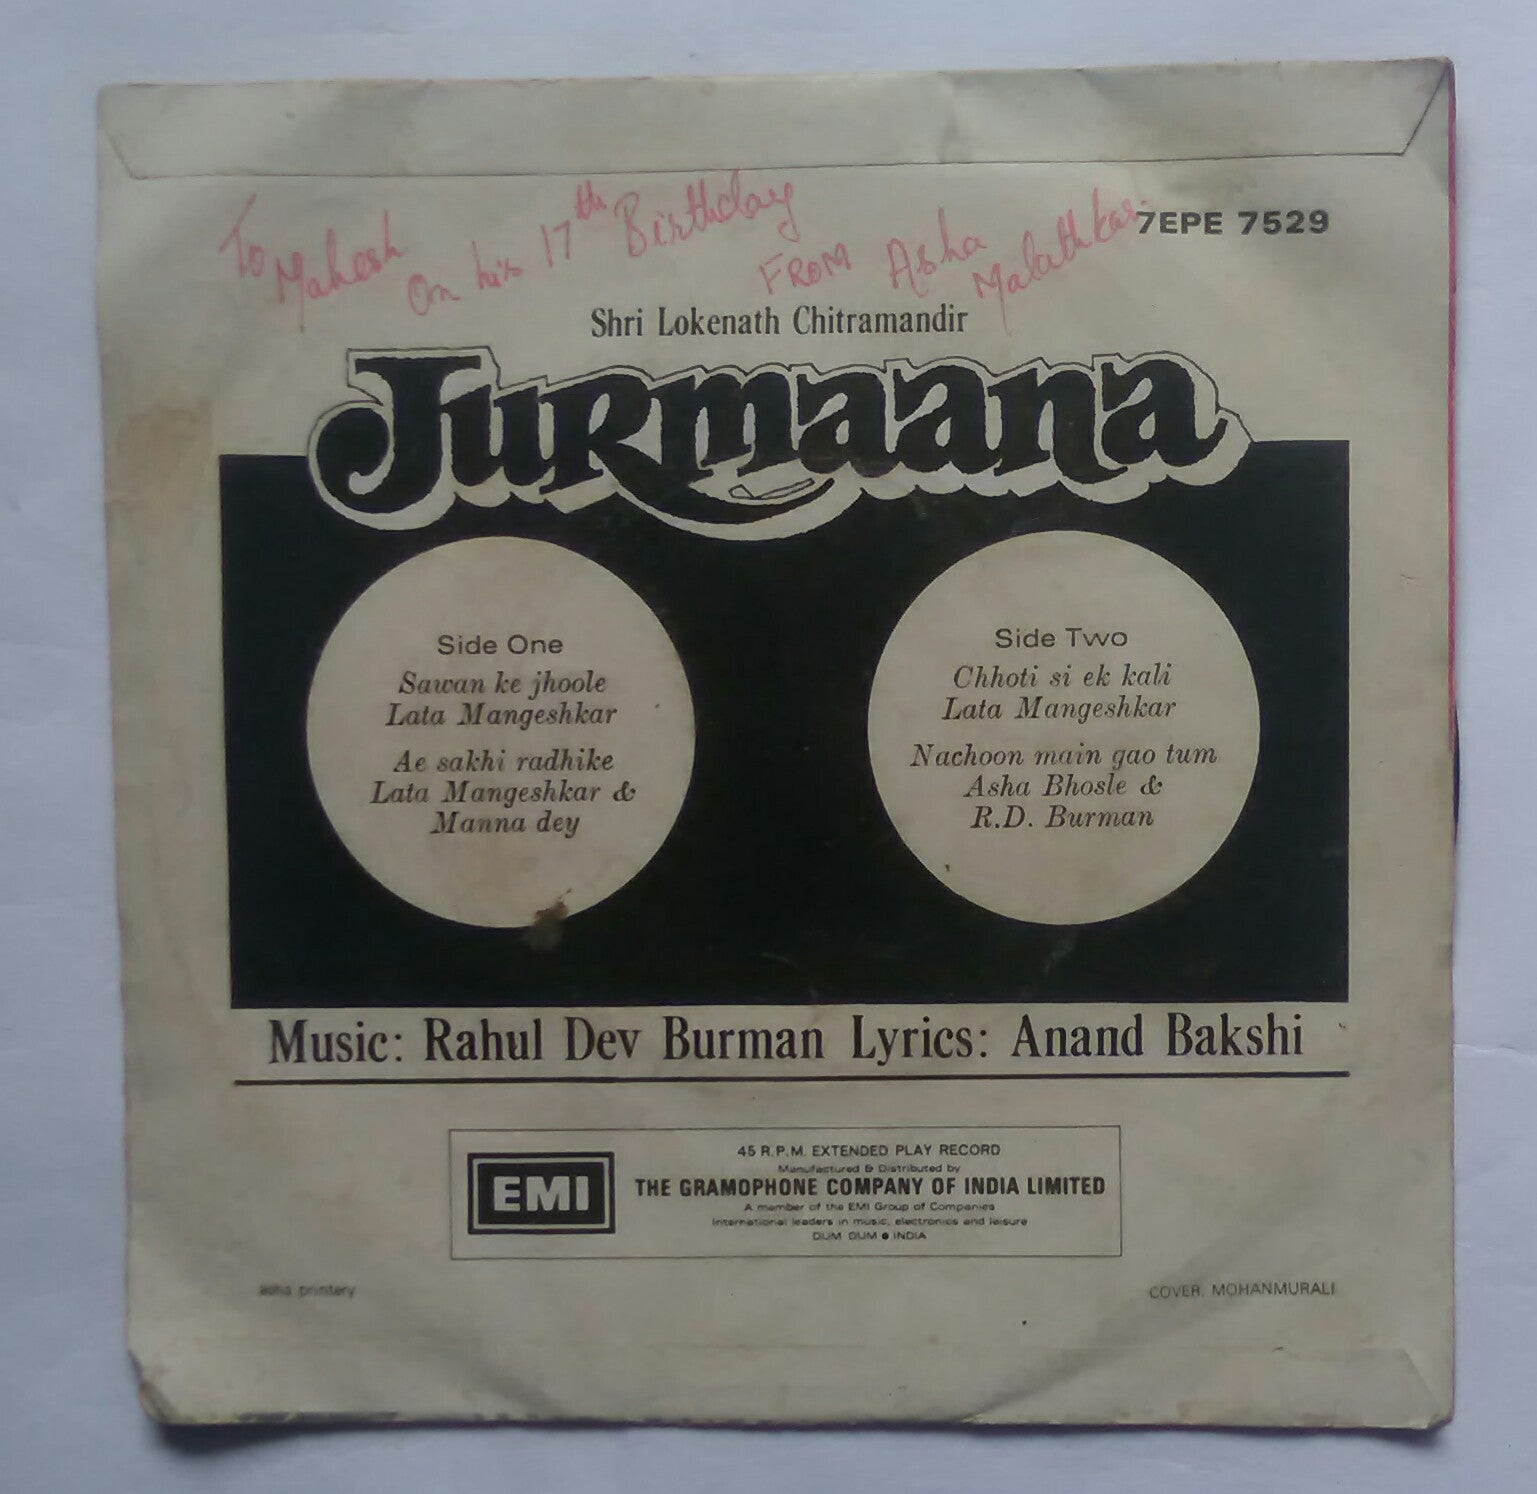 To Mahesh On his 17th Birthday FROM Asha Malathkar.
7EPE 7529
Shri Lokenath Chitramandir
Jurmaana
Side One
Sawan ke jhoole
Lata Mangeshkar
Ae sakhi radhike
Lata Mangeshkar &
Manna dey
Side Two
Chhoti si ek kali
Lata Mangeshkar
Nachoon main gao tum
Asha Bhosle &
R.D. Burman
Music: Rahul Dev Burman Lyrics: Anand Bakshi
EMI
45 R.P.M. EXTENDED PLAY RECORD
Manufactured & Distributed by
THE GRAMOPHONE COMPANY OF INDIA LIMITED
A member of the EMI Group of Companies
International leaders in music, electronics and leisure
DUM DUM ● INDIA
asha printery
COVER: MOHANMURALI